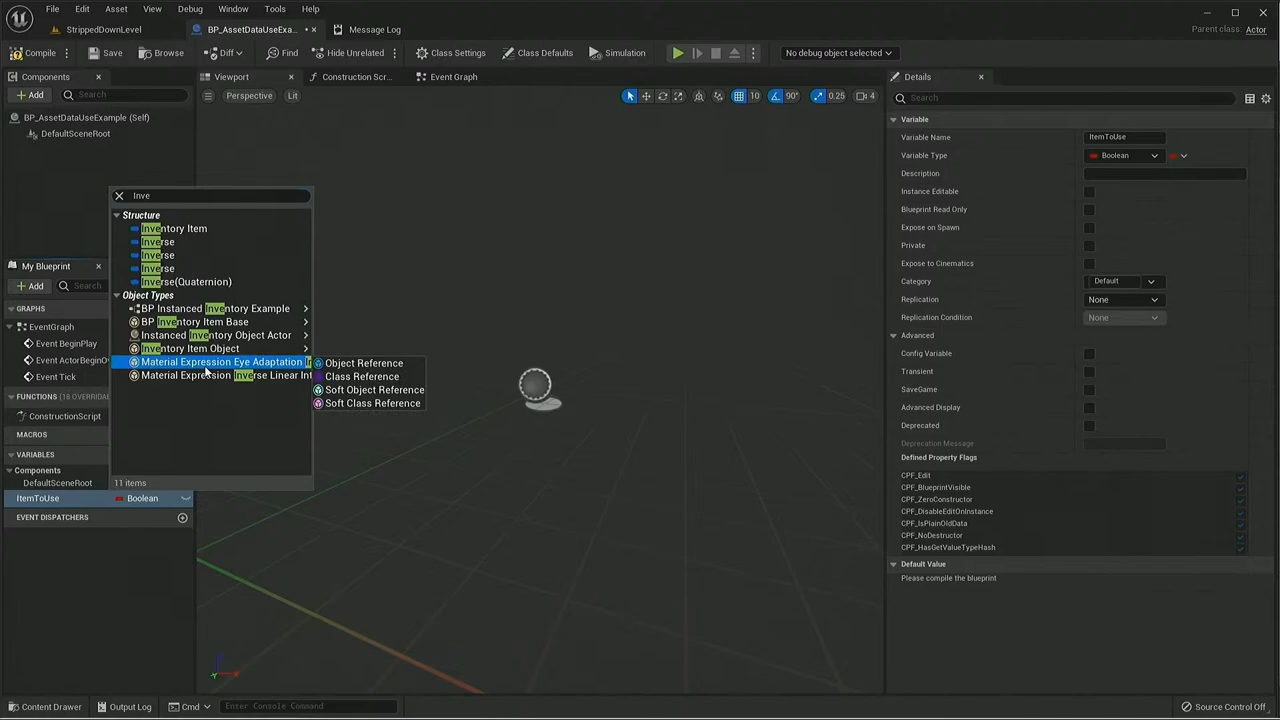 File Edit Asset View Debug Window Tools Help
StrippedDownLevel
BP_AssetDataUseExa...
Message Log
Parent class: Actor
Compile
Save
Browse
Diff
Find
Hide Unrelated
Class Settings
Class Defaults
Simulation
No debug object selected
Components
Viewport
Construction Scr...
Event Graph
Details
Add
Search
Perspective
Lit
10
90°
0.25
4
Search
BP_AssetDataUseExample (Self)
DefaultSceneRoot
Variable
Variable Name
ItemToUse
Variable Type
Boolean
Description
Instance Editable
Blueprint Read Only
Expose on Spawn
Private
Expose to Cinematics
Category
Default
Replication
None
Replication Condition
None
Advanced
Config Variable
Transient
SaveGame
Advanced Display
Deprecated
Deprecation Message
Defined Property Flags
CPF_Edit
CPF_BlueprintVisible
CPF_ZeroConstructor
CPF_DisableEditOnInstance
CPF_IsPlainOldData
CPF_NoDestructor
CPF_HasGetValueTypeHash
Default Value
Please compile the blueprint
Inve
Structure
Inventory Item
Inverse
Inverse
Inverse
Inverse(Quaternion)
Object Types
BP Instanced Inventory Example
BP Inventory Item Base
Instanced Inventory Object Actor
Inventory Item Object
Material Expression Eye Adaptation
Material Expression Inverse Linear Int
11 items
Object Reference
Class Reference
Soft Object Reference
Soft Class Reference
My Blueprint
Add
Search
GRAPHS
EventGraph
Event BeginPlay
Event ActorBeginOv
Event Tick
FUNCTIONS (18 OVERRIDAB
ConstructionScript
MACROS
VARIABLES
Components
DefaultSceneRoot
ItemToUse
Boolean
EVENT DISPATCHERS
Content Drawer
Output Log
Cmd
Enter Console Command
Source Control Off